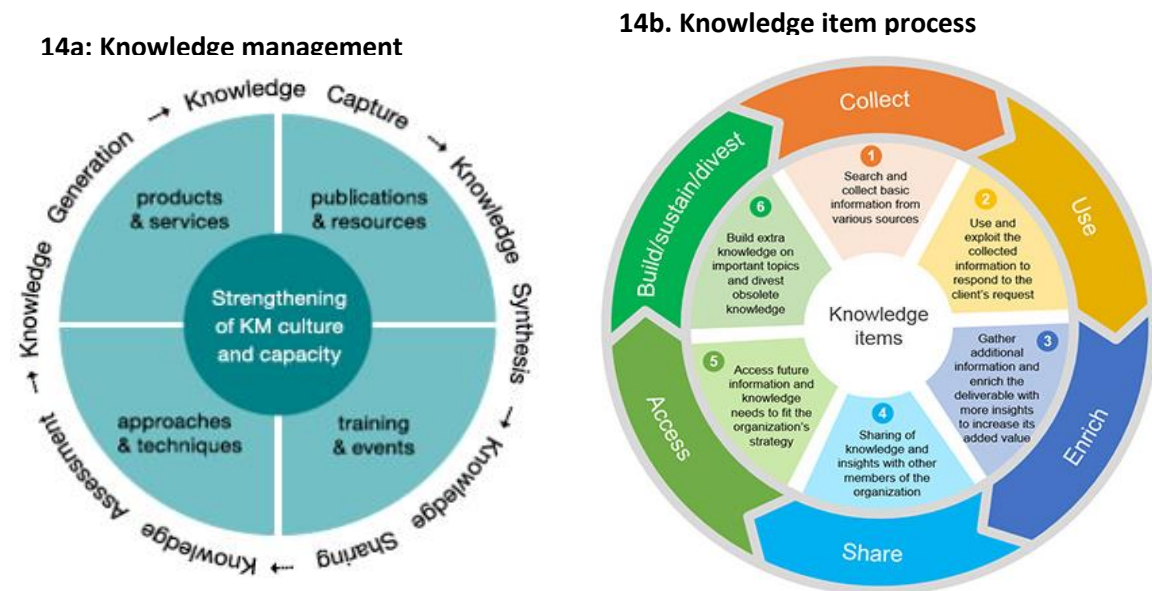 14a: Knowledge management
→ Knowledge Generation → Knowledge Capture → Knowledge Synthesis → Knowledge Sharing → Knowledge Assessment
products
& services
publications
& resources
Strengthening
of KM culture
and capacity
approaches
& techniques
training
& events
14b. Knowledge item process
Collect
1
Search and
collect basic
information from
various sources
Use
2
Use and
exploit the
collected
information to
respond to the
client's request
Enrich
3
Gather
additional
information and
enrich the
deliverable with
more insights
to increase its
added value
Share
4
Sharing of
knowledge and
insights with other
members of the
organization
Access
5
Access future
information and
knowledge
needs to fit the
organization's
strategy
Build/sustain/divest
6
Build extra
knowledge on
important topics
and divest
obsolete
knowledge
Knowledge
items